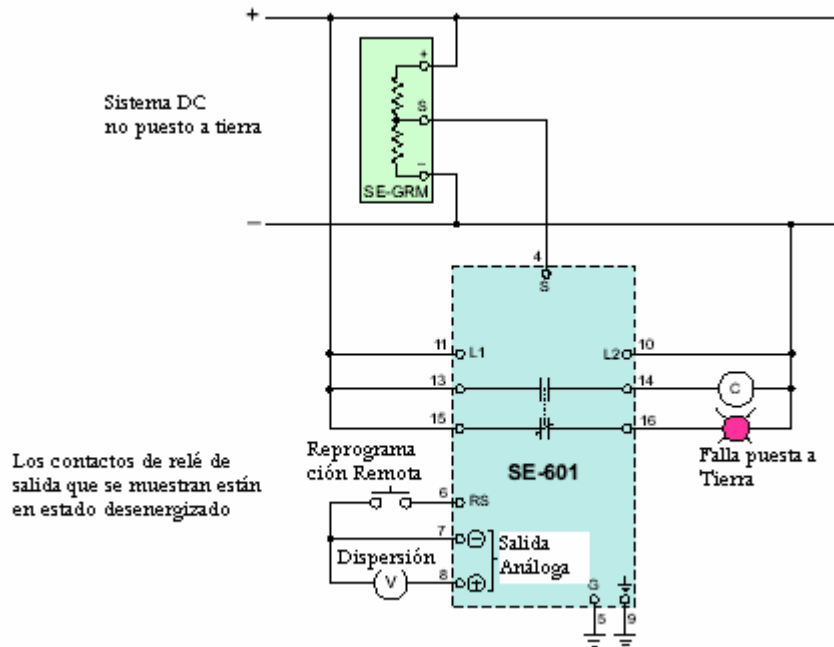 +
+
Sistema DC
no puesto a tierra
S
−
SE-GRM
−
4
S
11
L1
L2
10
13
14
C
15
16
Reprograma
ción Remota
Falla puesta a
Tierra
Los contactos de relé de
salida que se muestran están
en estado desenergizado
SE-601
6
RS
7
−
Salida
Análoga
Dispersión
V
8
+
G
5
9